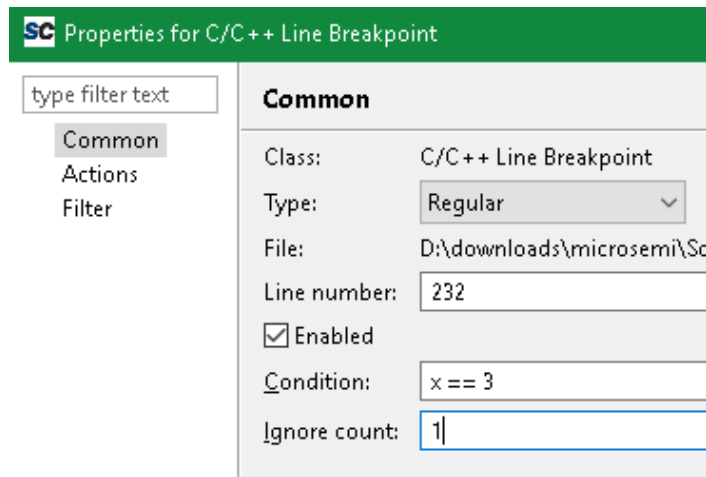 SC Properties for C/C++ Line Breakpoint
type filter text
Common
Actions
Filter
Common
Class: C/C++ Line Breakpoint
Type: Regular
File: D:\downloads\microsemi\Sc
Line number: 232
Enabled
Condition: x == 3
Ignore count: 1